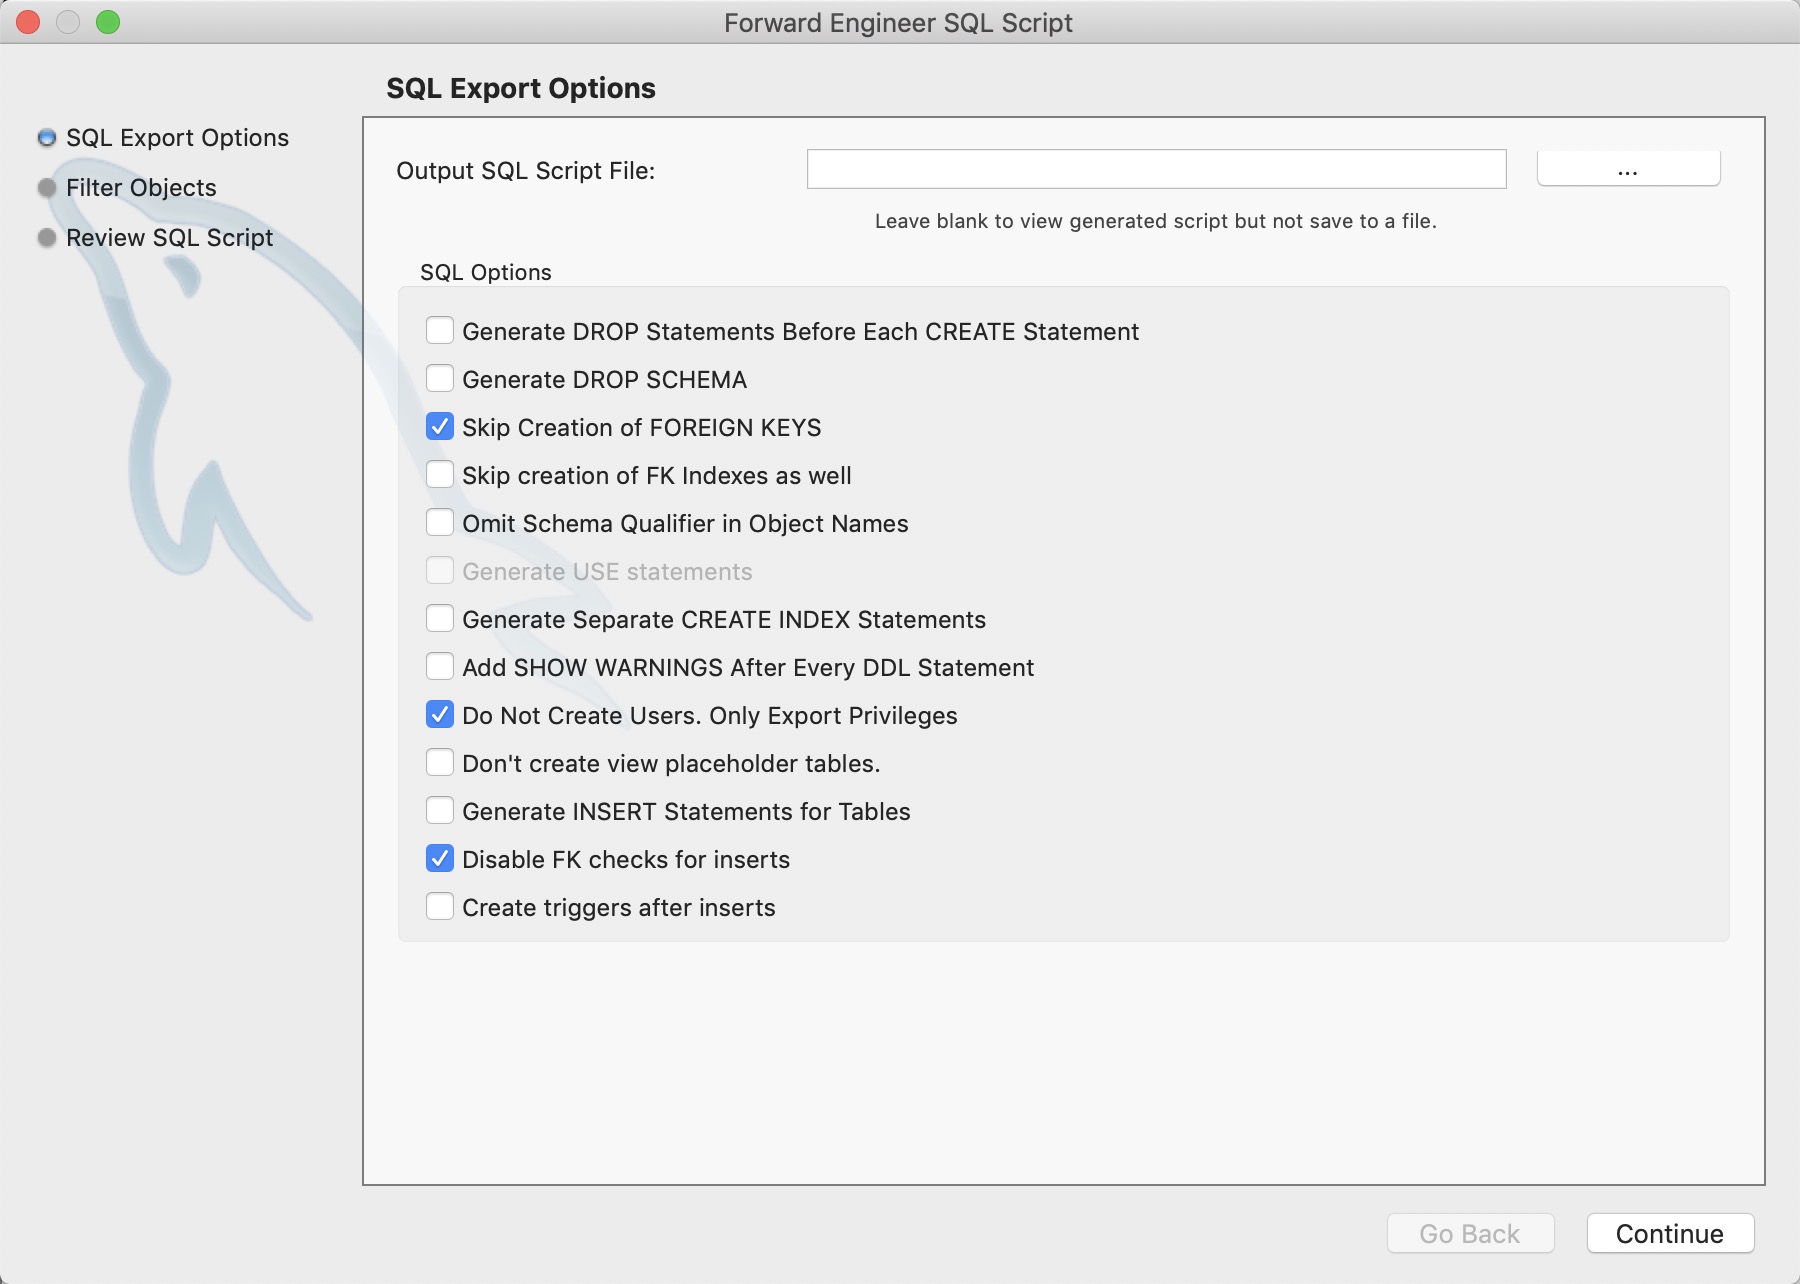 Forward Engineer SQL Script
SQL Export Options
SQL Export Options
Filter Objects
Review SQL Script
Output SQL Script File:
...
Leave blank to view generated script but not save to a file.
SQL Options
Generate DROP Statements Before Each CREATE Statement
Generate DROP SCHEMA
Skip Creation of FOREIGN KEYS
Skip creation of FK Indexes as well
Omit Schema Qualifier in Object Names
Generate USE statements
Generate Separate CREATE INDEX Statements
Add SHOW WARNINGS After Every DDL Statement
Do Not Create Users. Only Export Privileges
Don't create view placeholder tables.
Generate INSERT Statements for Tables
Disable FK checks for inserts
Create triggers after inserts
Go Back
Continue